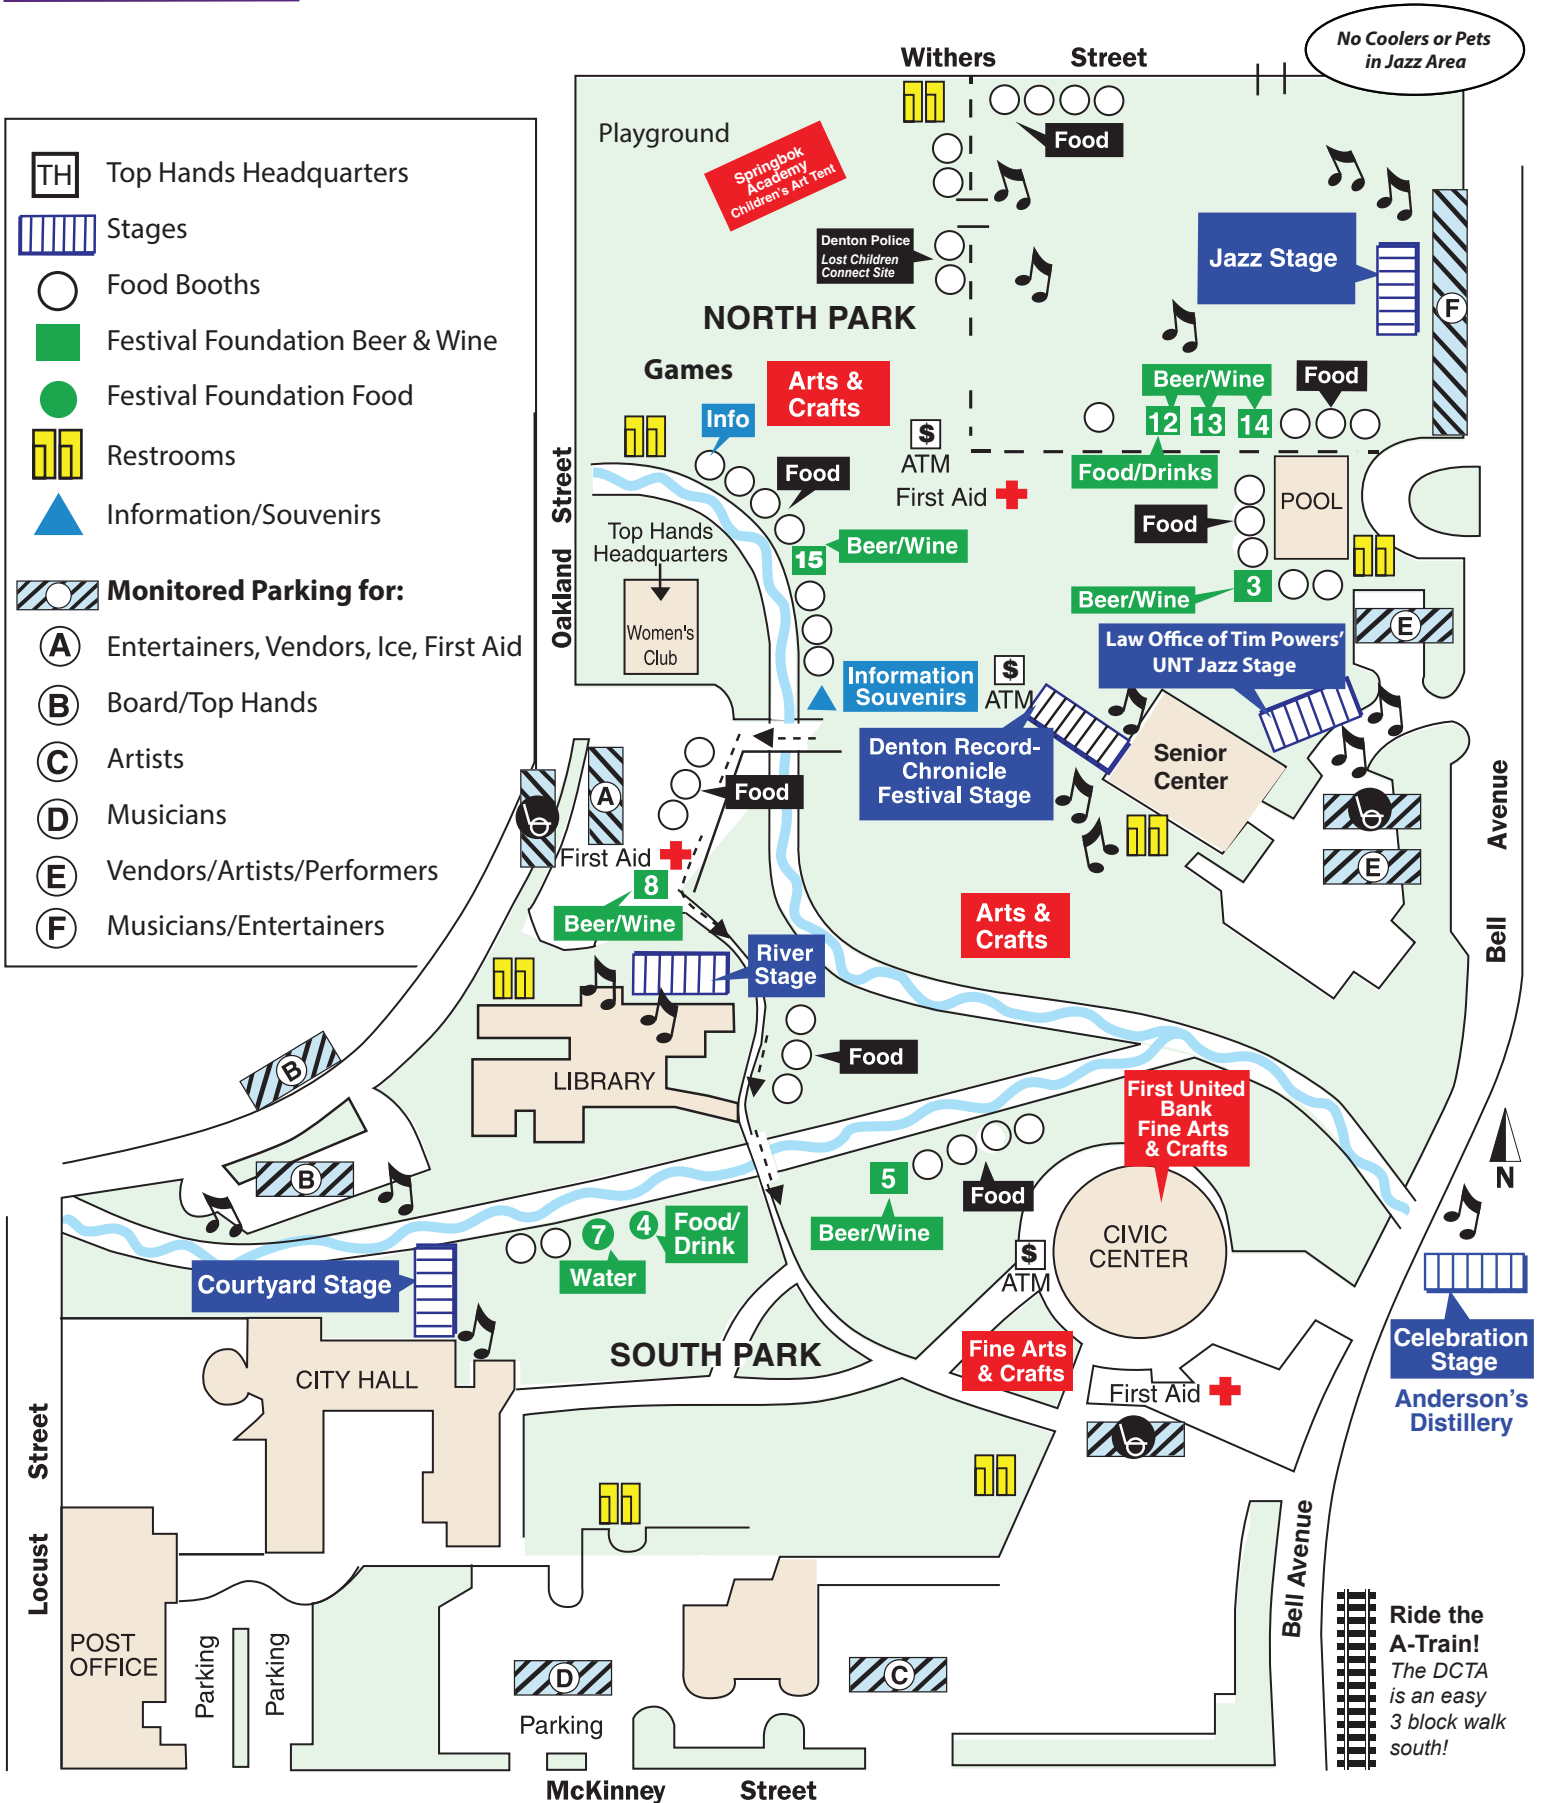 No Coolers or Pets
in Jazz Area
Withers Street
TH Top Hands Headquarters
Stages
Food Booths
Festival Foundation Beer & Wine
Festival Foundation Food
Restrooms
Information/Souvenirs
Monitored Parking for:
A Entertainers, Vendors, Ice, First Aid
B Board/Top Hands
C Artists
D Musicians
E Vendors/Artists/Performers
F Musicians/Entertainers
Playground
Springbok
Academy
Children's Art Tent
Food
Denton Police
Lost Children
Connect Site
Jazz Stage
F
NORTH PARK
Games
Arts &
Crafts
Info
Food
$
ATM
First Aid
Beer/Wine
12 13 14
Food
Food/Drinks
POOL
Food
3
Beer/Wine
E
Oakland Street
Top Hands
Headquarters
Women's
Club
15
Beer/Wine
Information
Souvenirs
$
ATM
Law Office of Tim Powers'
UNT Jazz Stage
Denton Record-
Chronicle
Festival Stage
Senior
Center
E
Bell Avenue
A
Food
First Aid
8
Beer/Wine
River
Stage
Arts &
Crafts
B
LIBRARY
Food
B
First United
Bank
Fine Arts
& Crafts
N
5
Food
Beer/Wine
7
4
Food/
Drink
Water
Courtyard Stage
CIVIC
CENTER
$
ATM
Celebration
Stage
Anderson's
Distillery
SOUTH PARK
Fine Arts
& Crafts
First Aid
CITY HALL
Locust Street
POST
OFFICE
Parking
Parking
D
Parking
C
Bell Avenue
Ride the
A-Train!
The DCTA
is an easy
3 block walk
south!
McKinney Street